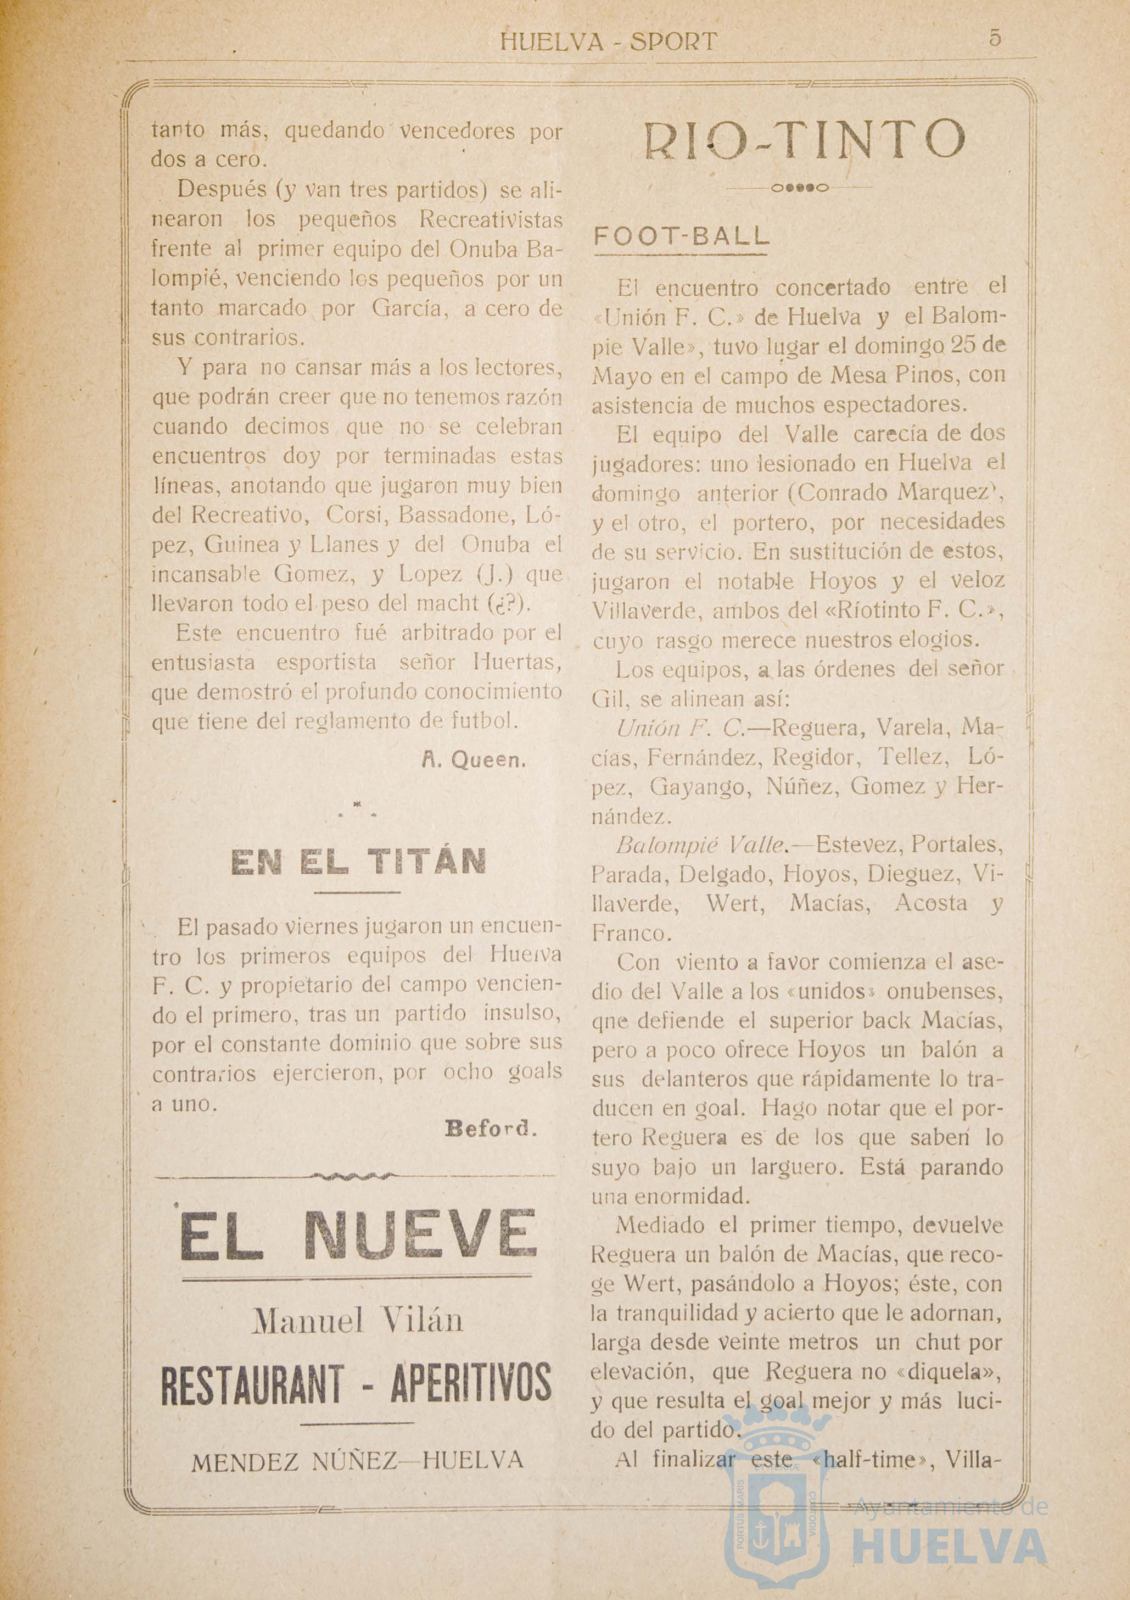 HUELVA - SPORT
5
tanto más, quedando vencedores por
dos a cero.
Después (y van tres partidos) se ali-
nearon los pequeños Recreativistas
frente al primer equipo del Onuba Ba-
lompié, venciendo los pequeños por un
tanto marcado por García, a cero de
sus contrarios.
Y para no cansar más a los lectores,
que podrán creer que no tenemos razón
cuando decimos que no se celebran
encuentros doy por terminadas estas
líneas, anotando que jugaron muy bien
del Recreativo, Corsi, Bassadone, Ló-
pez, Guinea y Llanes y del Onuba el
incansable Gomez, y Lopez (J.) que
llevaron todo el peso del macht (¿?).
Este encuentro fué arbitrado por el
entusiasta esportista señor Huertas,
que demostró el profundo conocimiento
que tiene del reglamento de futbol.
A. Queen.
EN EL TITÁN
El pasado viernes jugaron un encuen-
tro los primeros equipos del Huelva
F. C. y propietario del campo vencien-
do el primero, tras un partido insulso,
por el constante dominio que sobre sus
contrarios ejercieron, por ocho goals
a uno.
Beford.
EL NUEVE
Manuel Vilán
RESTAURANT - APERITIVOS
MENDEZ NÚÑEZ—HUELVA
RIO-TINTO
FOOT-BALL
El encuentro concertado entre el
«Unión F. C.» de Huelva y el Balom-
pie Valle», tuvo lugar el domingo 25 de
Mayo en el campo de Mesa Pinos, con
asistencia de muchos espectadores.
El equipo del Valle carecía de dos
jugadores: uno lesionado en Huelva el
domingo anterior (Conrado Marquez),
y el otro, el portero, por necesidades
de su servicio. En sustitución de estos,
jugaron el notable Hoyos y el veloz
Villaverde, ambos del «Ríotinto F. C.»,
cuyo rasgo merece nuestros elogios.
Los equipos, a las órdenes del señor
Gil, se alinean así:
Unión F. C.—Reguera, Varela, Ma-
cías, Fernández, Regidor, Tellez, Ló-
pez, Gayango, Núñez, Gomez y Her-
nández.
Balompié Valle.—Estevez, Portales,
Parada, Delgado, Hoyos, Dieguez, Vi-
llaverde, Wert, Macías, Acosta y
Franco.
Con viento a favor comienza el ase-
dio del Valle a los «unidos» onubenses,
qne defiende el superior back Macías,
pero a poco ofrece Hoyos un balón a
sus delanteros que rápidamente lo tra-
ducen en goal. Hago notar que el por-
tero Reguera es de los que saben lo
suyo bajo un larguero. Está parando
una enormidad.
Mediado el primer tiempo, devuelve
Reguera un balón de Macías, que reco-
ge Wert, pasándolo a Hoyos; éste, con
la tranquilidad y acierto que le adornan,
larga desde veinte metros un chut por
elevación, que Reguera no «diquela»,
y que resulta el goal mejor y más luci-
do del partido.
Al finalizar este «half-time», Villa-
PORTUS MARIS
CUSTODIA
Ayuntamiento de
HUELVA